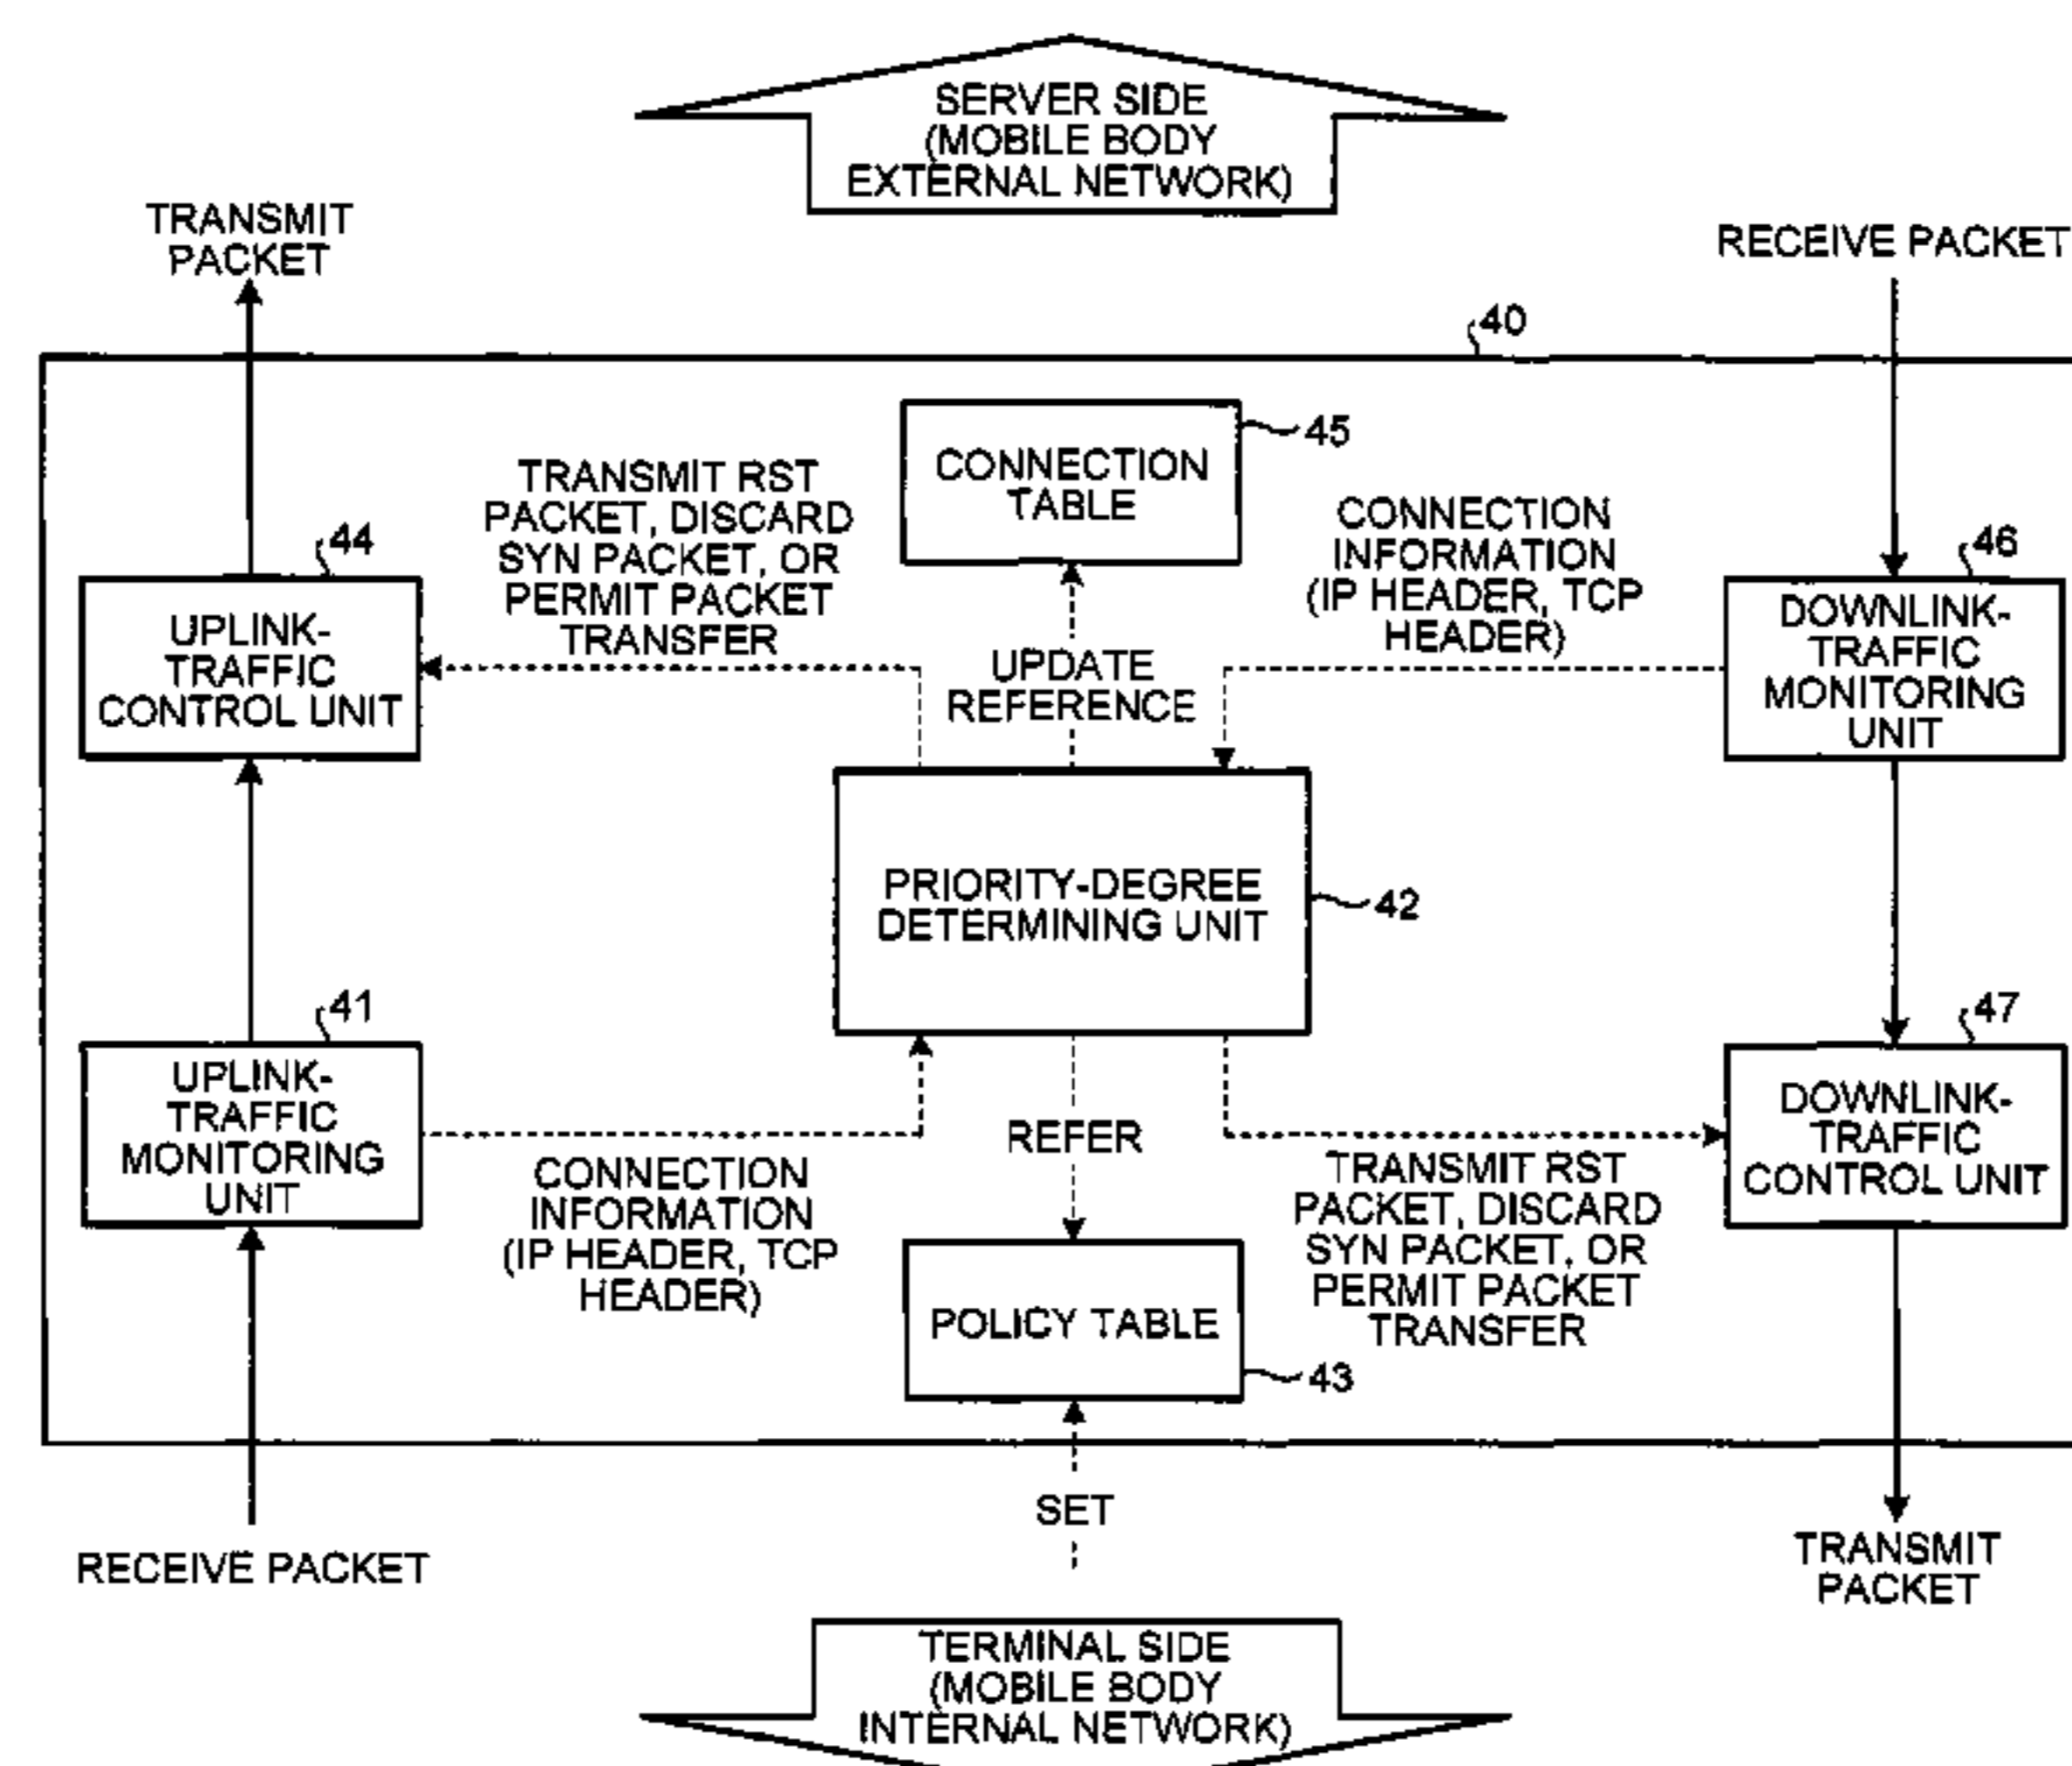 SERVER SIDE
(MOBILE BODY
EXTERNAL NETWORK)
TRANSMIT
PACKET
RECEIVE PACKET
40
CONNECTION
TABLE
45
TRANSMIT RST
PACKET, DISCARD
SYN PACKET, OR
PERMIT PACKET
TRANSFER
CONNECTION
INFORMATION
(IP HEADER, TCP
HEADER)
44
UPLINK-
TRAFFIC
CONTROL UNIT
46
DOWNLINK-
TRAFFIC
MONITORING
UNIT
UPDATE
REFERENCE
PRIORITY-DEGREE
DETERMINING UNIT
42
41
UPLINK-
TRAFFIC
MONITORING
UNIT
47
DOWNLINK-
TRAFFIC
CONTROL UNIT
REFER
CONNECTION
INFORMATION
(IP HEADER, TCP
HEADER)
TRANSMIT RST
PACKET, DISCARD
SYN PACKET, OR
PERMIT PACKET
TRANSFER
POLICY TABLE
43
SET
RECEIVE PACKET
TRANSMIT
PACKET
TERMINAL SIDE
(MOBILE BODY
INTERNAL NETWORK)